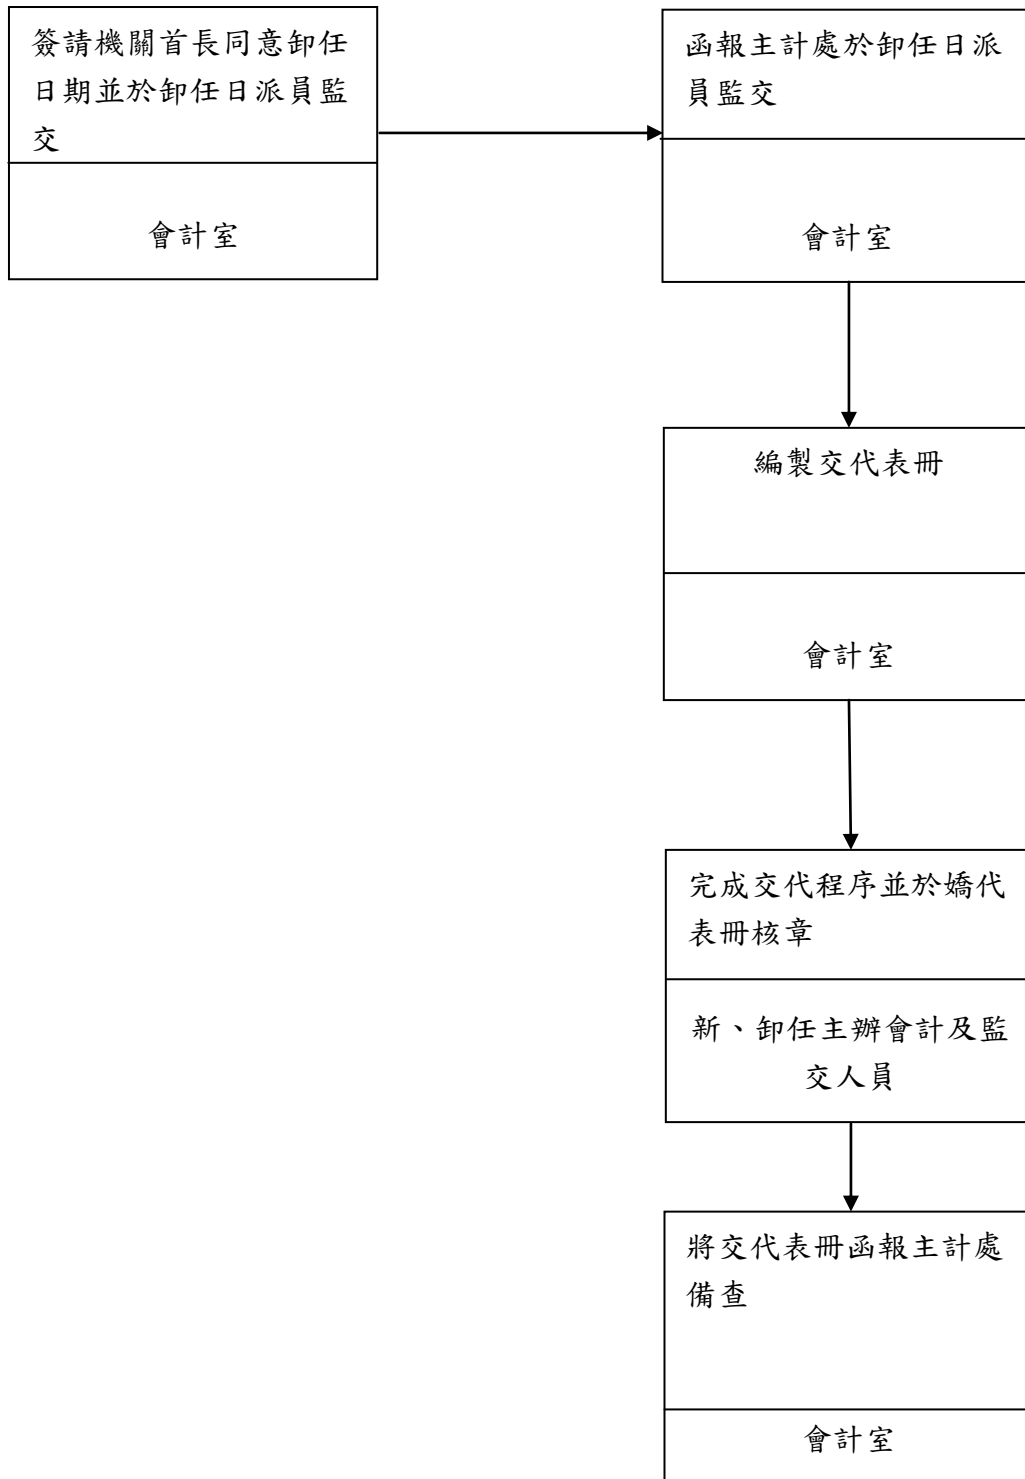 簽請機關首長同意卸任
日期並於卸任日派員監
交
會計室
函報主計處於卸任日派
員監交
會計室
編製交代表冊
會計室
完成交代程序並於嬌代
表冊核章
新、卸任主辦會計及監
交人員
將交代表冊函報主計處
備查
會計室